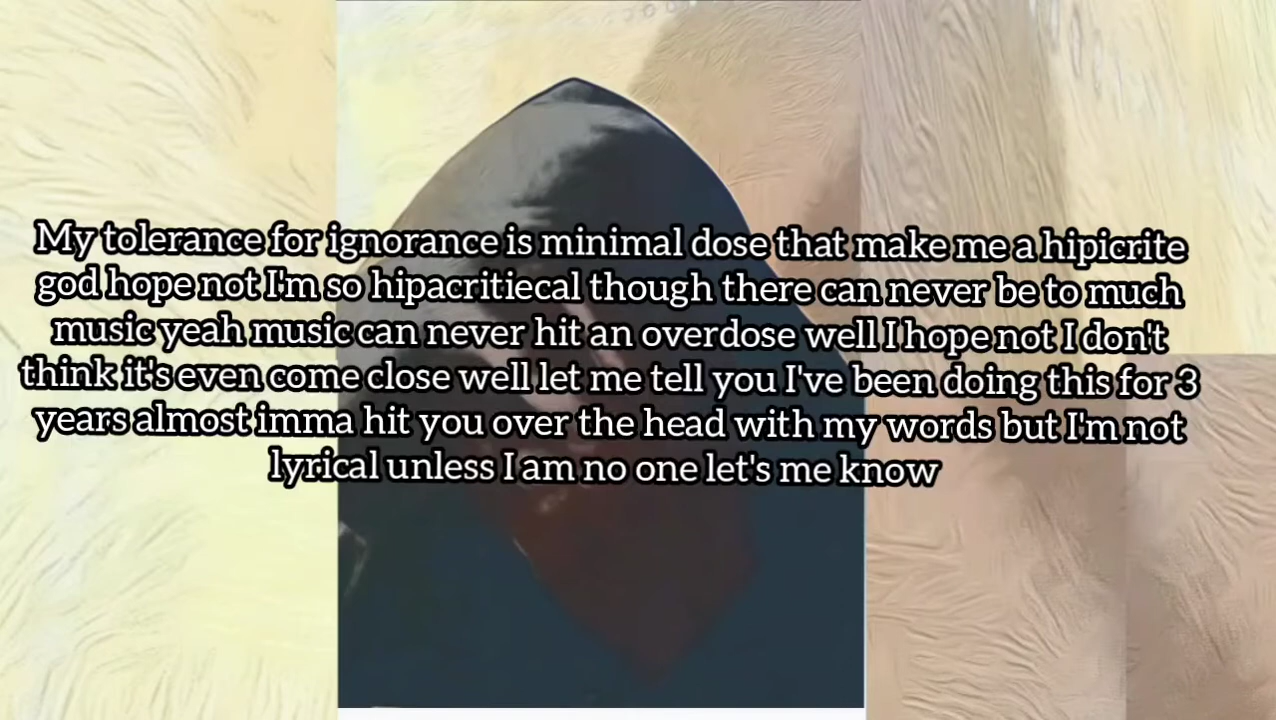 My tolerance for ignorance is minimal dose that make me a hipicrite
god hope not I'm so hipacritiecal though there can never be to much
music yeah music can never hit an overdose well I hope not I don't
think it's even come close well let me tell you I've been doing this for 3
years almost imma hit you over the head with my words but I'm not
lyrical unless I am no one let's me know